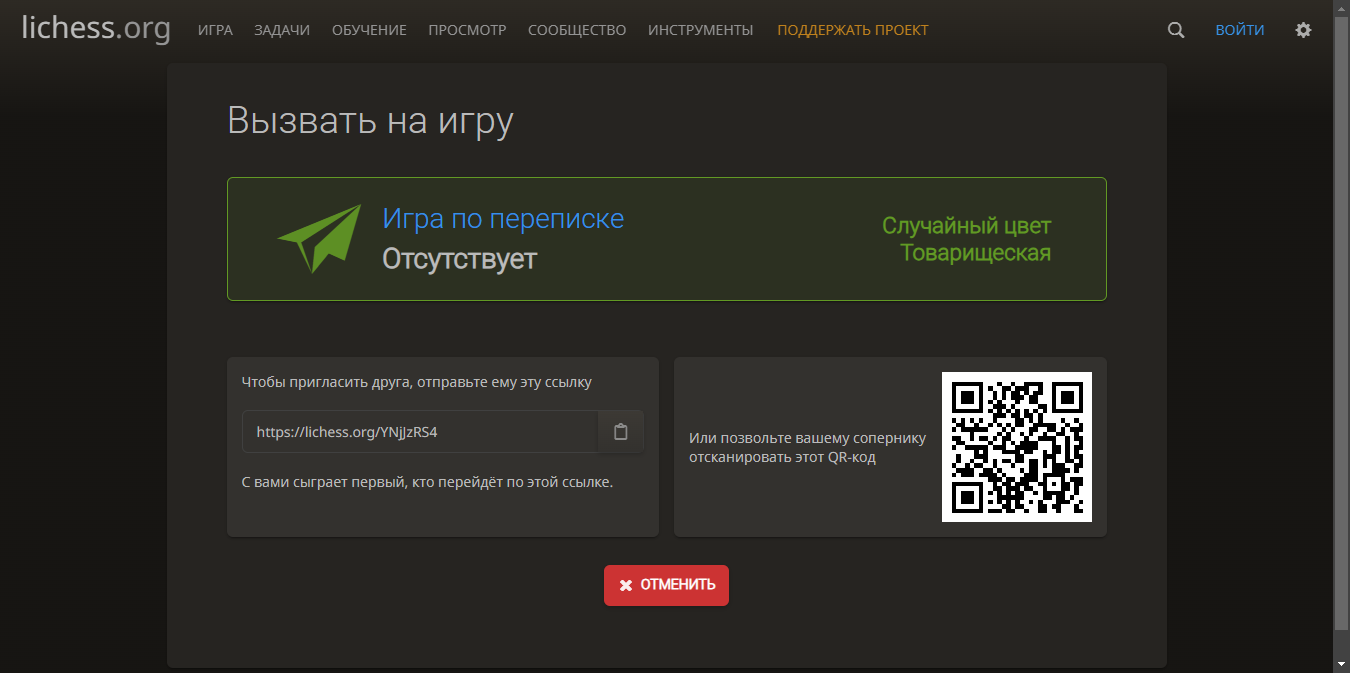 lichess.org ИГРА ЗАДАЧИ ОБУЧЕНИЕ ПРОСМОТР СООБЩЕСТВО ИНСТРУМЕНТЫ ПОДДЕРЖАТЬ ПРОЕКТ ВОЙТИ
Вызвать на игру
Игра по переписке
Отсутствует
Случайный цвет
Товарищеская
Чтобы пригласить друга, отправьте ему эту ссылку
https://lichess.org/YNjJzRS4
С вами сыграет первый, кто перейдёт по этой ссылке.
Или позвольте вашему сопернику
отсканировать этот QR-код
ОТМЕНИТЬ